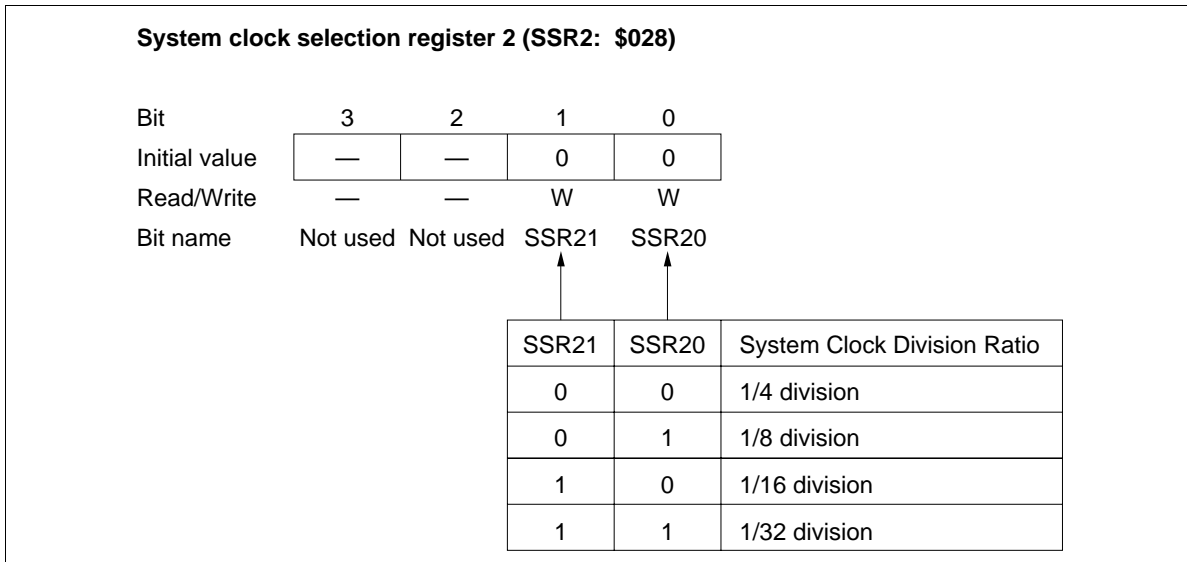 System clock selection register 2 (SSR2: $028)
Bit 3 2 1 0
Initial value — — 0 0
Read/Write — — W W
Bit name Not used Not used SSR21 SSR20
SSR21 SSR20 System Clock Division Ratio
0 0 1/4 division
0 1 1/8 division
1 0 1/16 division
1 1 1/32 division